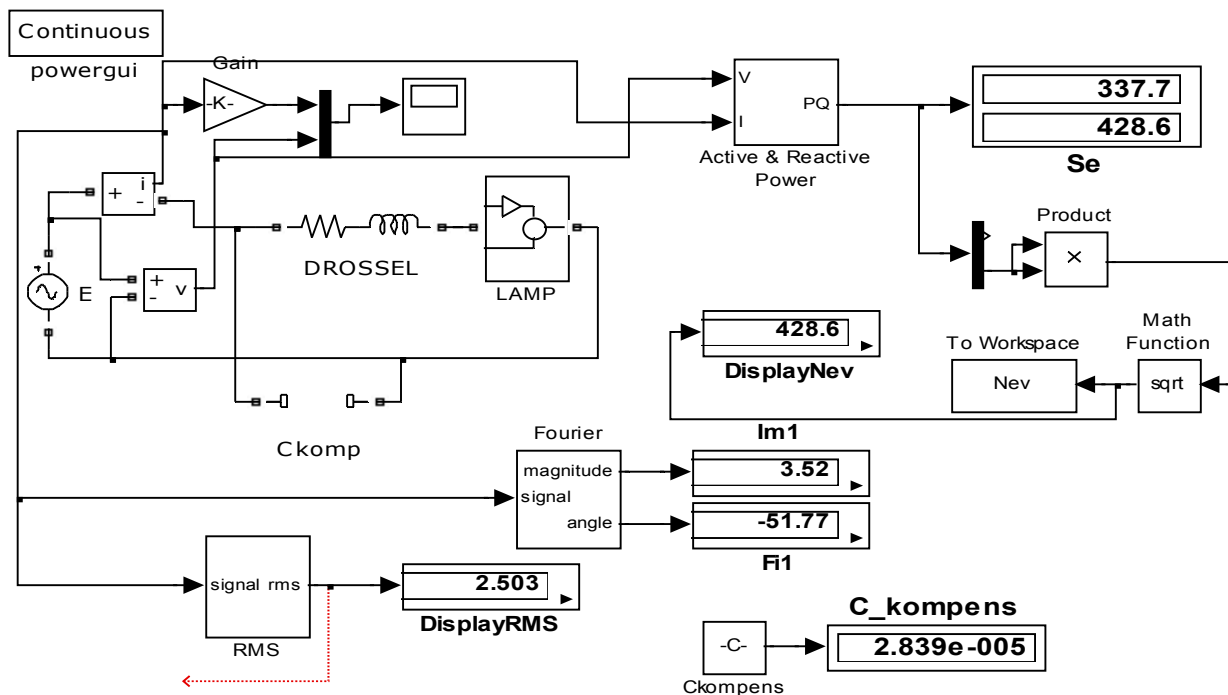 Continuous
powergui
Gain
-K-
V
I
PQ
Active & Reactive
Power
337.7
428.6
Se
+
i
-
DROSSEL
LAMP
E
+
-
v
Product
X
428.6
DisplayNev
To Workspace
Nev
Math
Function
sqrt
Ckomp
Fourier
magnitude
signal
angle
Im1
3.52
-51.77
Fi1
signal rms
RMS
2.503
DisplayRMS
C_kompens
-C-
Ckompens
2.839e-005